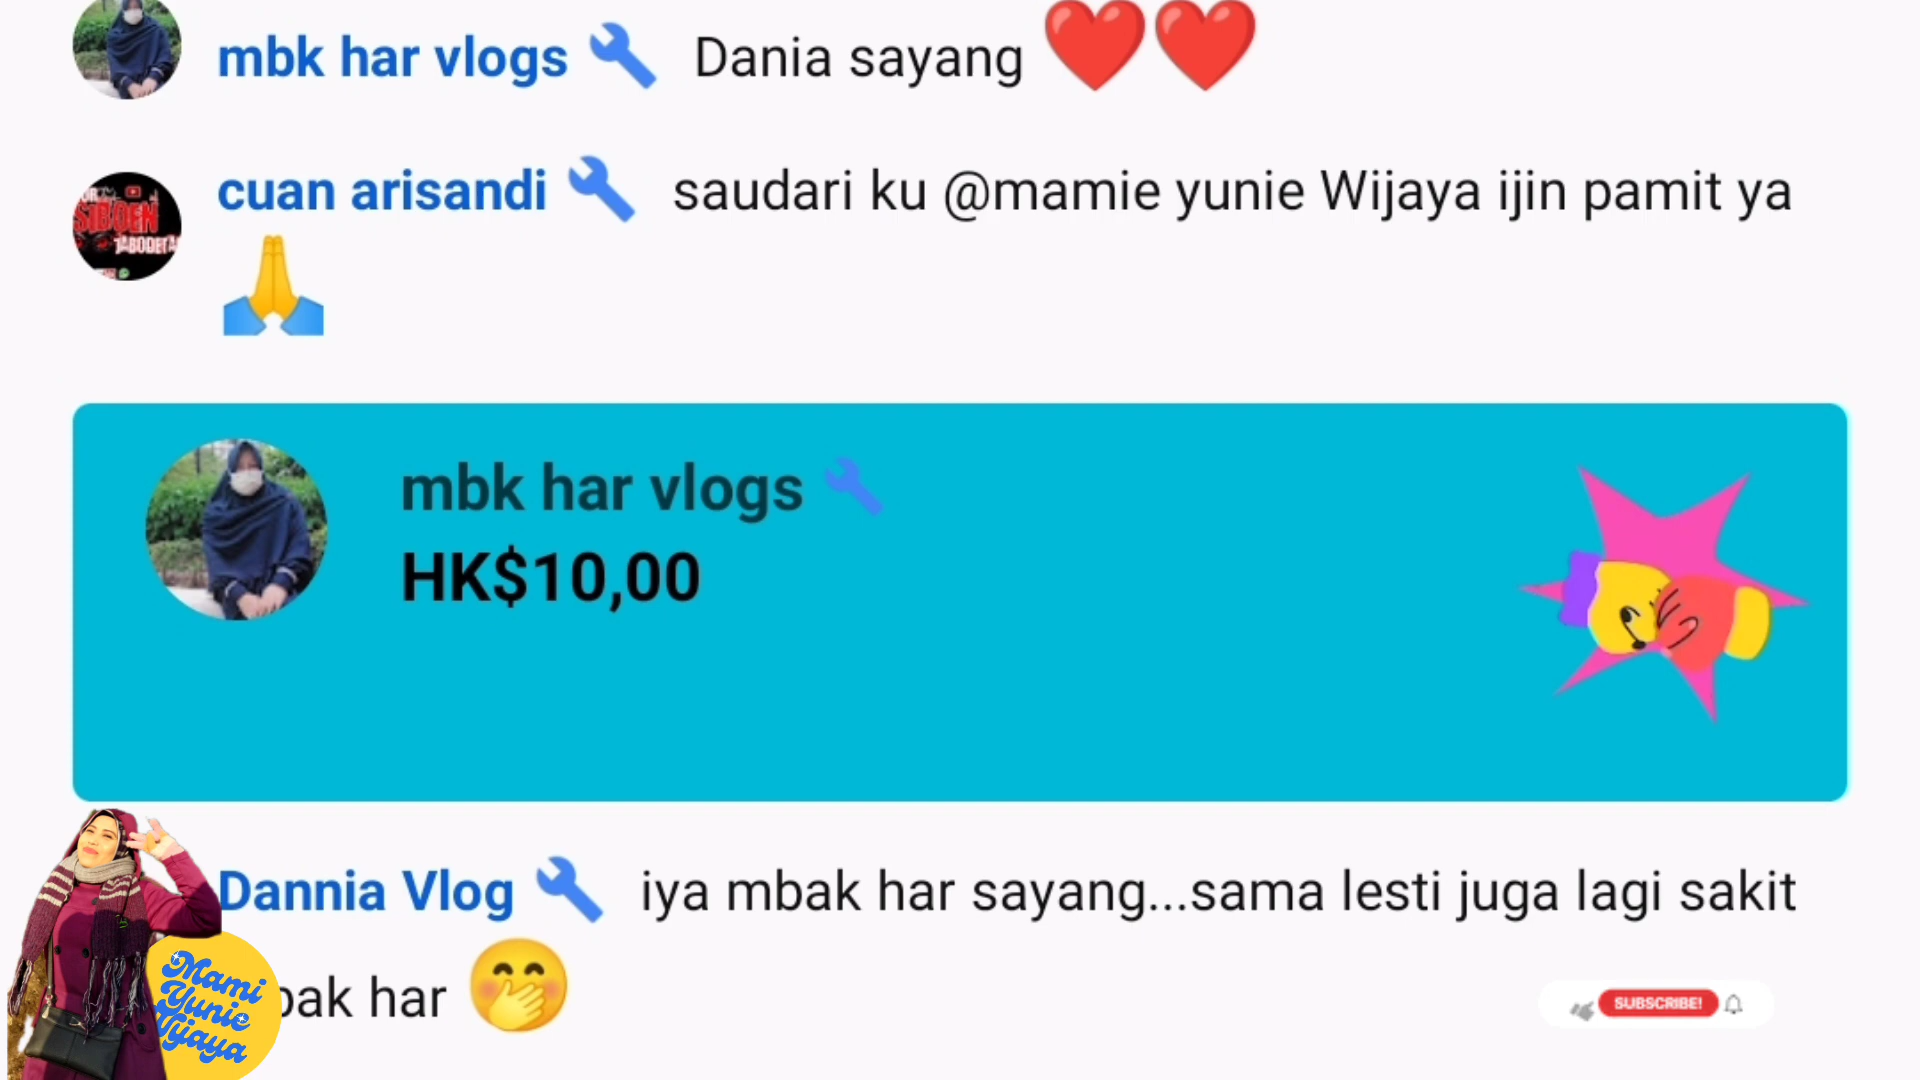 mbk har vlogs Dania sayang ❤️❤️
cuan arisandi saudari ku @mamie yunie Wijaya ijin pamit ya
🙏
SIBOEN
mbk har vlogs
HK$10,00
Dannia Vlog iya mbak har sayang...sama lesti juga lagi sakit
bak har 🤭
Mami
Yunie
Wijaya
SUBSCRIBE!